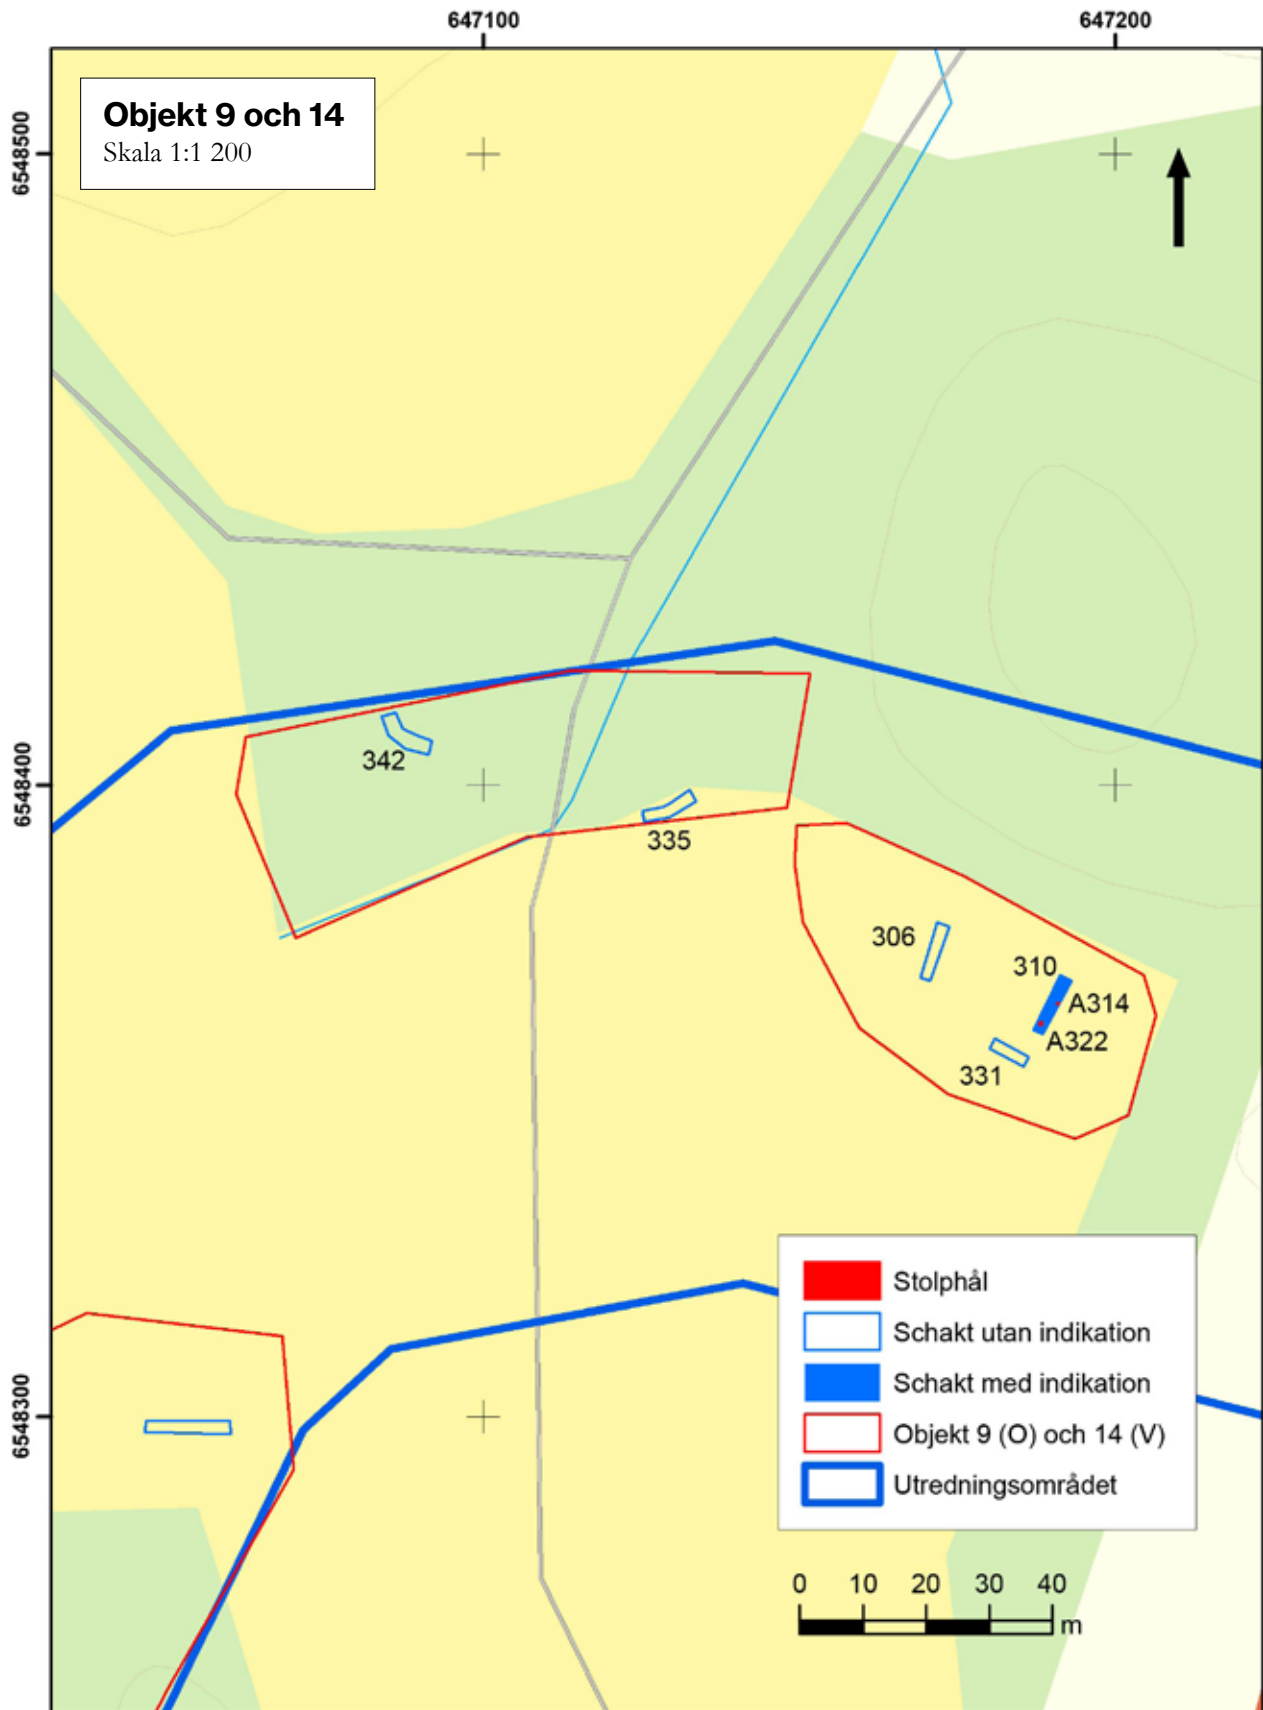 647100
647200
Objekt 9 och 14
Skala 1:1 200
6548500
6548400
6548300
342
335
306
310
A314
A322
331
Stolphål
Schakt utan indikation
Schakt med indikation
Objekt 9 (O) och 14 (V)
Utredningsområdet
0 10 20 30 40
m